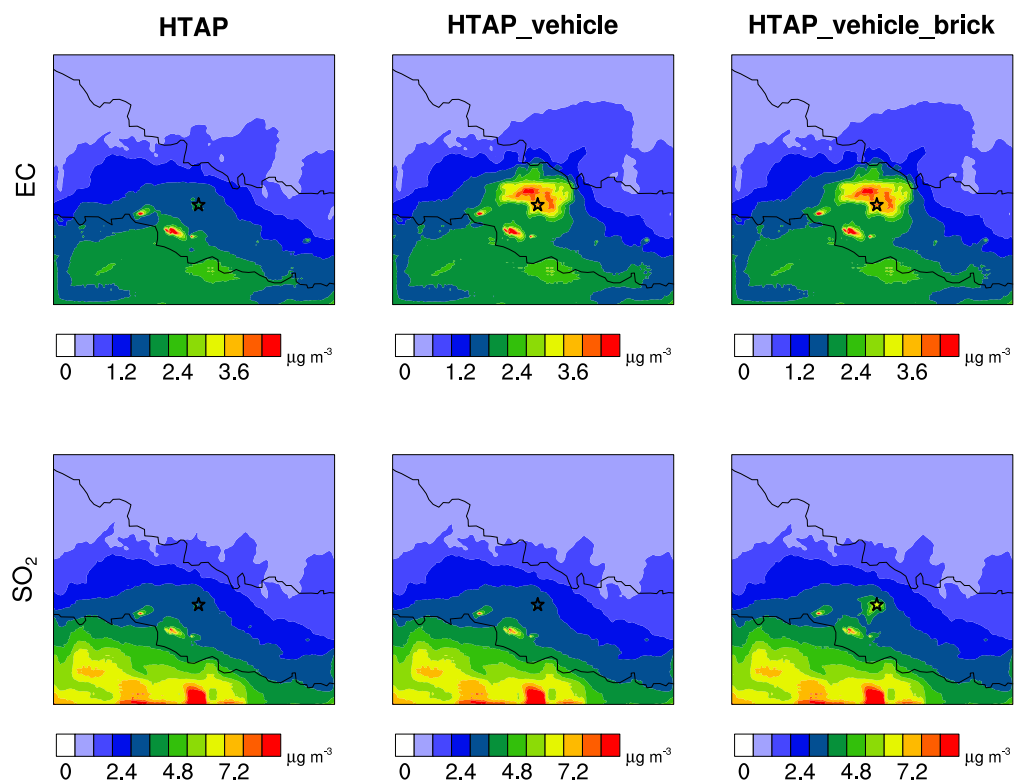 HTAP HTAP_vehicle HTAP_vehicle_brick
EC
0 1.2 2.4 3.6 μg m⁻³
0 1.2 2.4 3.6 μg m⁻³
0 1.2 2.4 3.6 μg m⁻³
SO₂
0 2.4 4.8 7.2 μg m⁻³
0 2.4 4.8 7.2 μg m⁻³
0 2.4 4.8 7.2 μg m⁻³